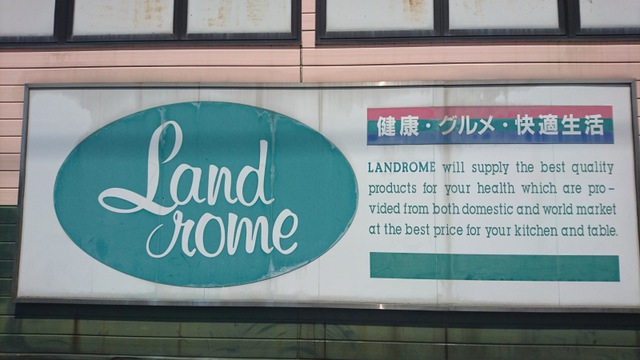 Land
rome
健康・グルメ・快適生活
LANDROME will supply the best quality
products for your health which are pro-
vided from both domestic and world market
at the best price for your kitchen and table.